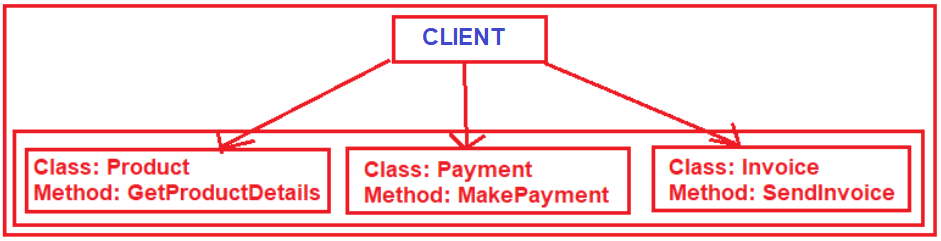 CLIENT
Class: Product
Method: GetProductDetails
Class: Payment
Method: MakePayment
Class: Invoice
Method: SendInvoice